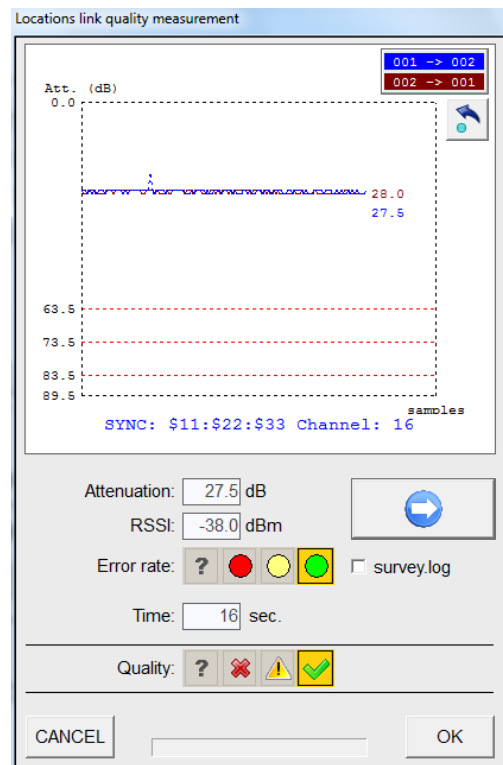 Locations link quality measurement
001 -> 002
002 -> 001
Att. (dB)
0.0
28.0
27.5
63.5
73.5
83.5
89.5
samples
SYNC: $11:$22:$33 Channel: 16
Attenuation: 27.5 dB
RSSI: -38.0 dBm
Error rate: ? survey.log
Time: 16 sec.
Quality: ?
CANCEL OK